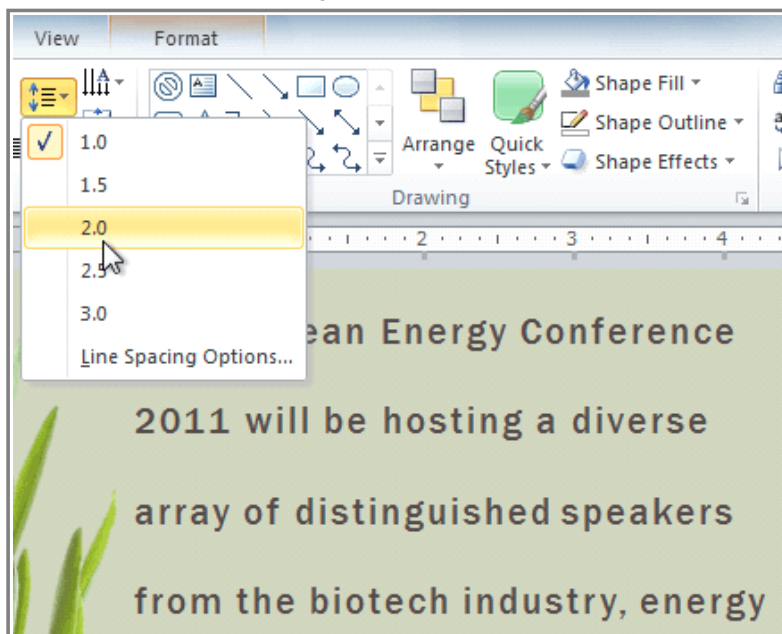 View Format
Shape Fill
Shape Outline
Arrange Quick
Styles Shape Effects
Drawing
1.0
1.5
2.0
2.5
3.0
Line Spacing Options...
2 3 4
ean Energy Conference
2011 will be hosting a diverse
array of distinguished speakers
from the biotech industry, energy